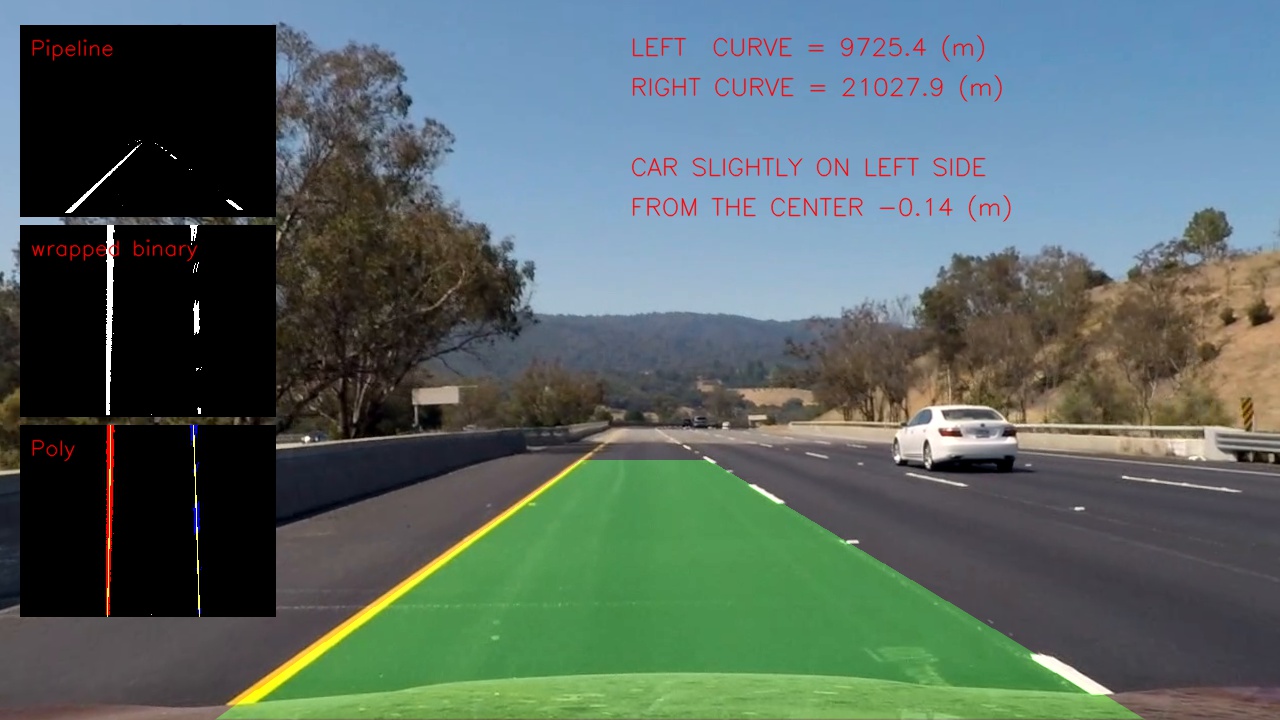 Pipeline
wrapped binary
Poly
LEFT CURVE = 9725.4 (m)
RIGHT CURVE = 21027.9 (m)
CAR SLIGHTLY ON LEFT SIDE
FROM THE CENTER -0.14 (m)